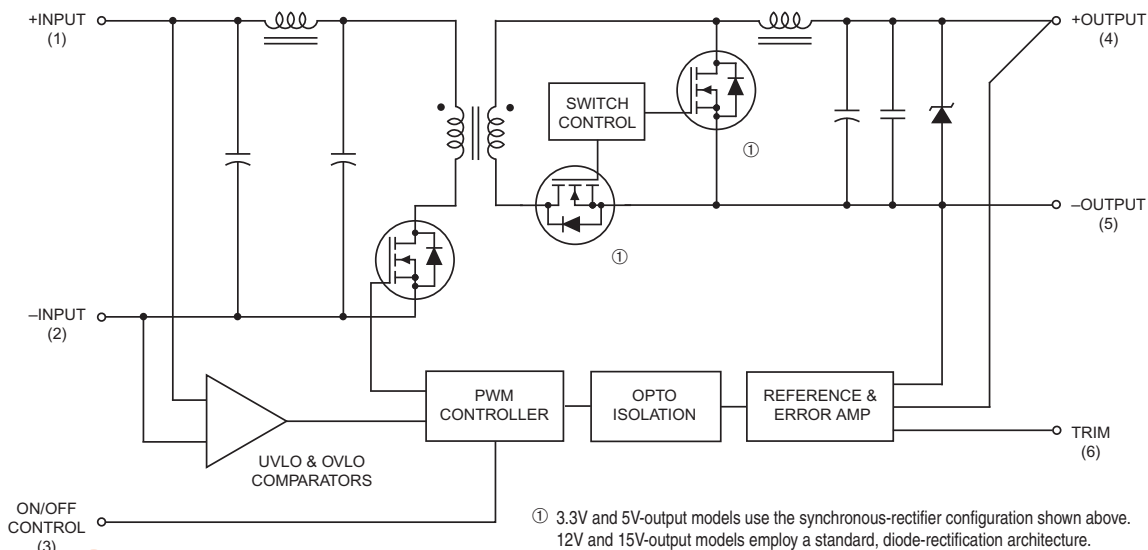 +INPUT
(1)
+OUTPUT
(4)
SWITCH
CONTROL
①
①
–OUTPUT
(5)
–INPUT
(2)
PWM
CONTROLLER
OPTO
ISOLATION
REFERENCE &
ERROR AMP
TRIM
(6)
UVLO & OVLO
COMPARATORS
ON/OFF
CONTROL
(3)
① 3.3V and 5V-output models use the synchronous-rectifier configuration shown above.
12V and 15V-output models employ a standard, diode-rectification architecture.